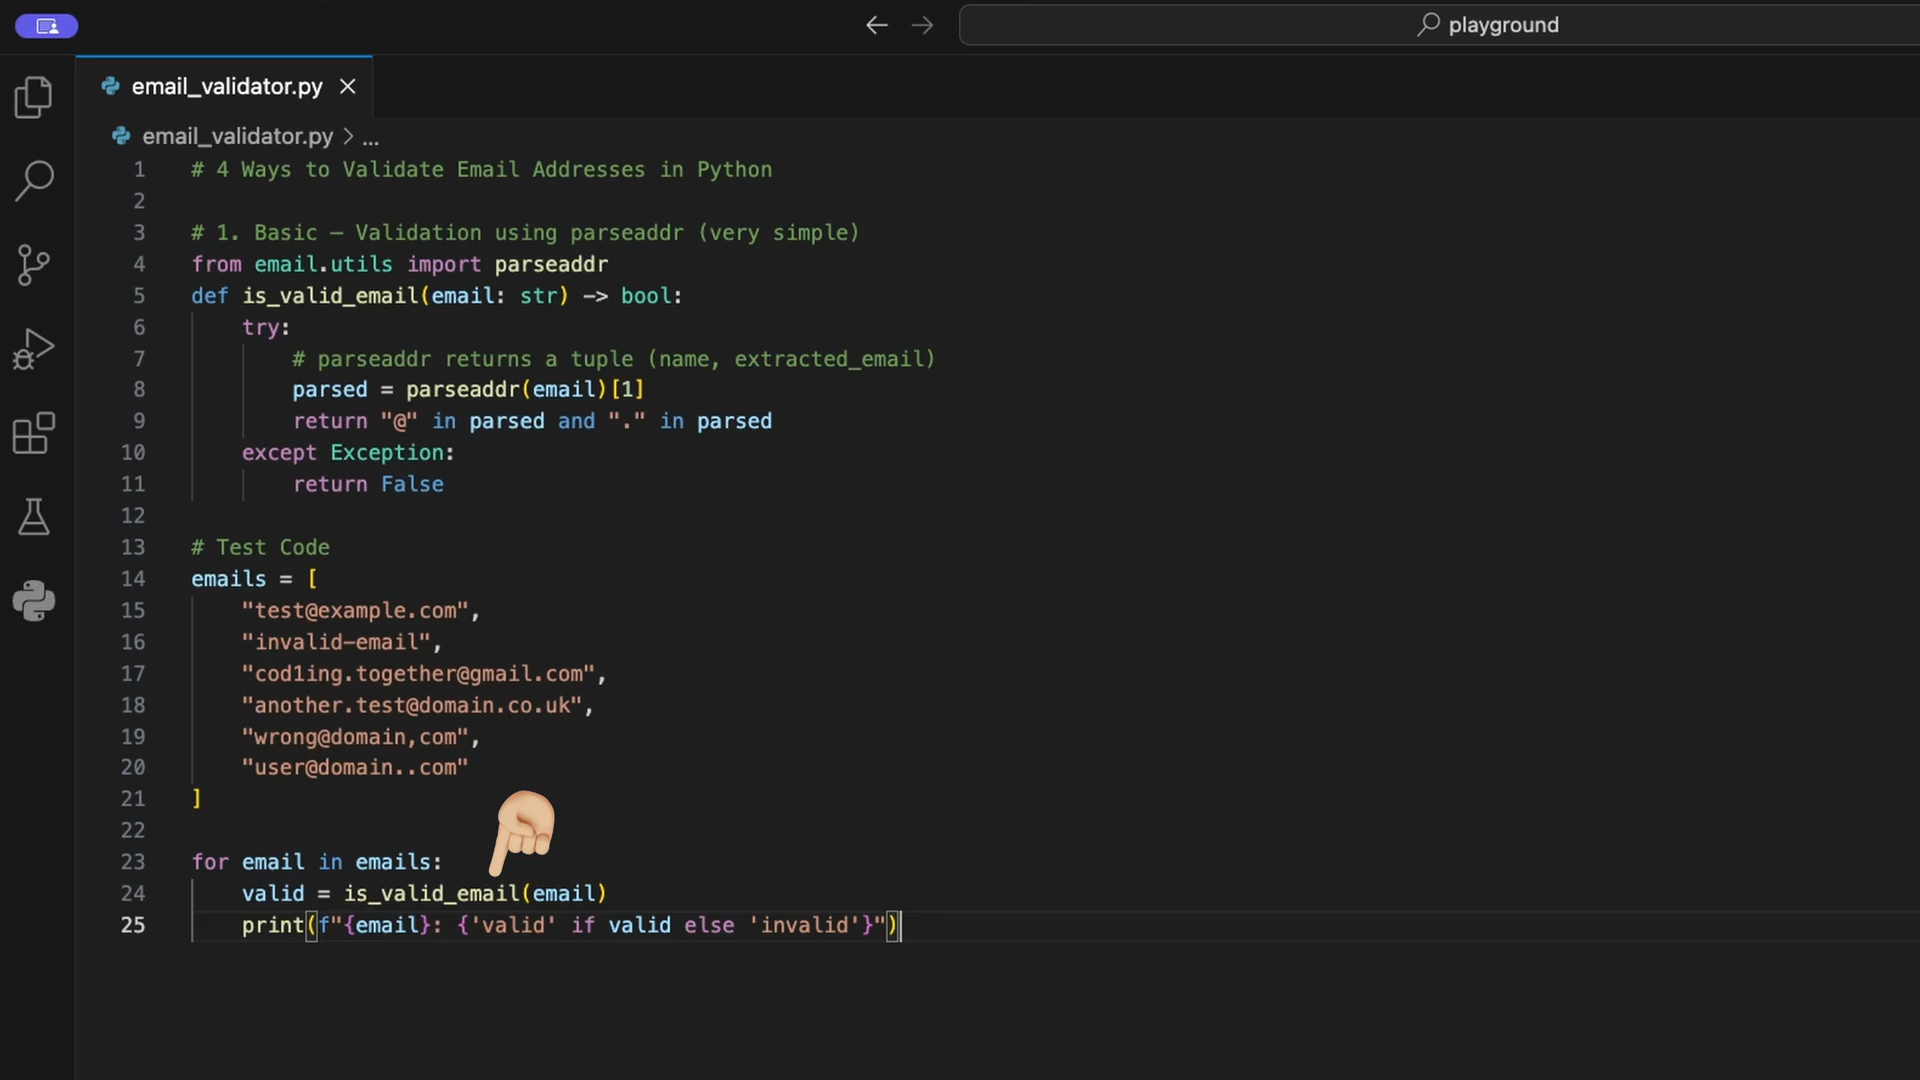 playground
email_validator.py
email_validator.py > ...
1 # 4 Ways to Validate Email Addresses in Python
2
3 # 1. Basic – Validation using parseaddr (very simple)
4 from email.utils import parseaddr
5 def is_valid_email(email: str) -> bool:
6     try:
7         # parseaddr returns a tuple (name, extracted_email)
8         parsed = parseaddr(email)[1]
9         return "@" in parsed and "." in parsed
10     except Exception:
11         return False
12
13 # Test Code
14 emails = [
15     "test@example.com",
16     "invalid-email",
17     "cod1ing.together@gmail.com",
18     "another.test@domain.co.uk",
19     "wrong@domain,com",
20     "user@domain..com"
21 ]
22
23 for email in emails:
24     valid = is_valid_email(email)
25     print(f"{email}: {'valid' if valid else 'invalid'}")